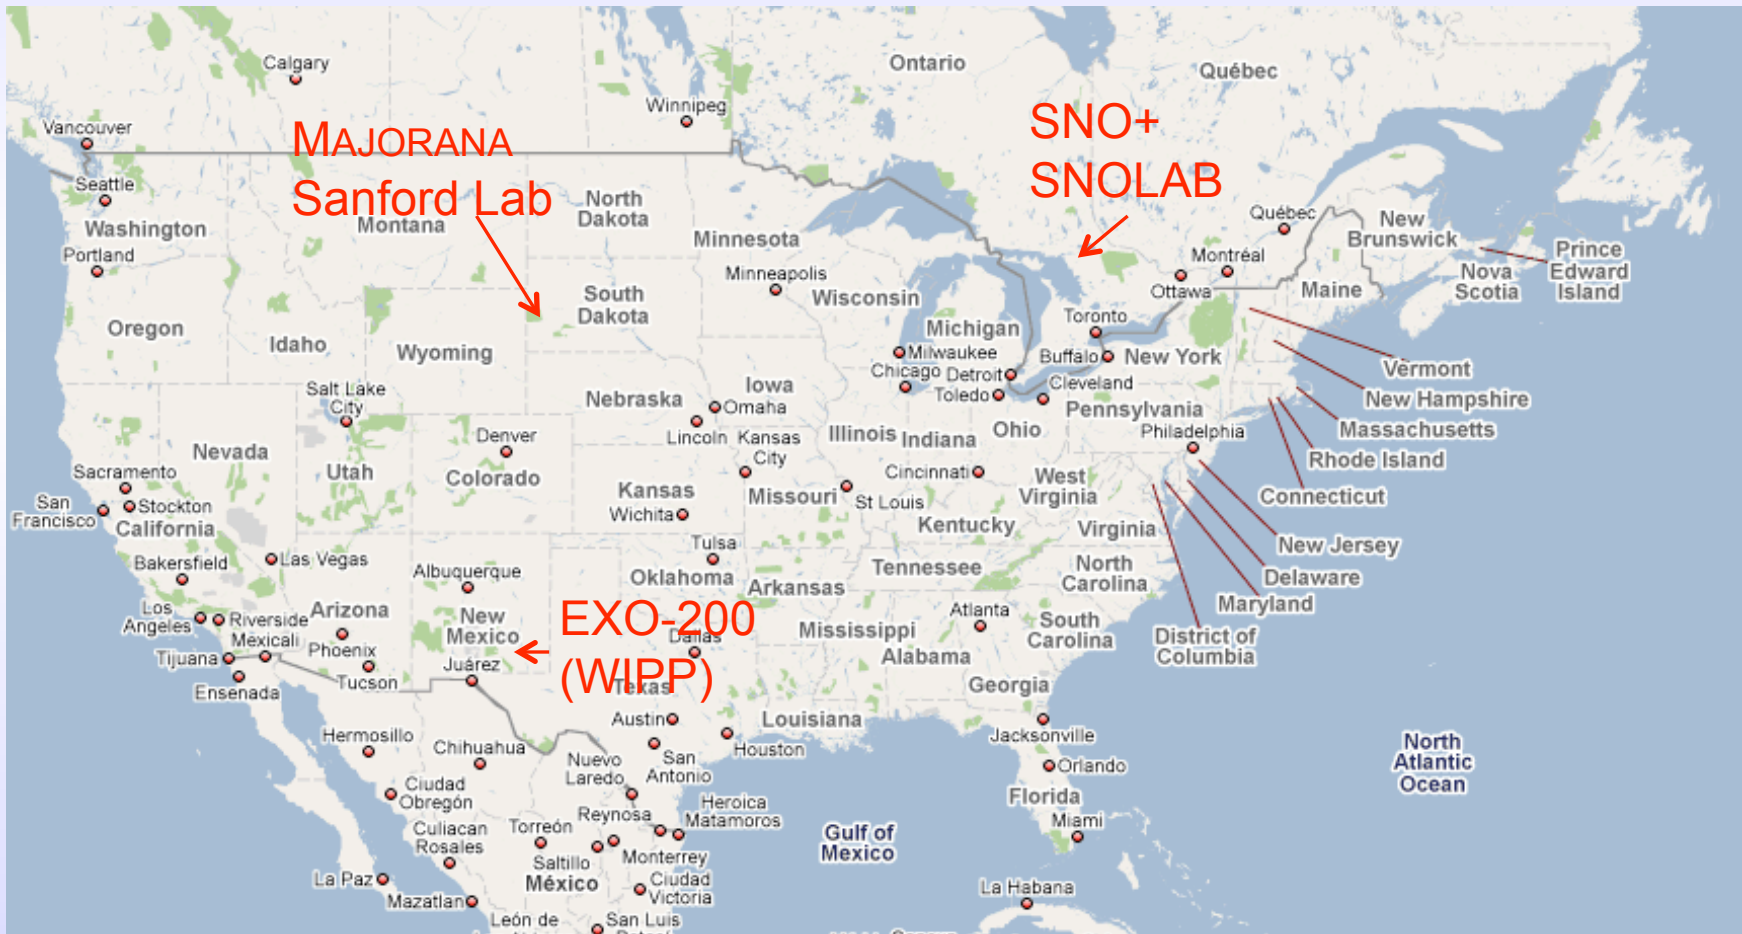 Ontario
Québec
Calgary
Winnipeg
SNO+
SNOLAB
Vancouver
MAJORANA
Sanford Lab
Seattle
Washington
Montana
North
Dakota
Minnesota
Québec
New
Brunswick
Prince
Edward
Island
Nova
Scotia
Portland
Montréal
Ottawa
Maine
Minneapolis
Wisconsin
South
Dakota
Oregon
Idaho
Wyoming
Michigan
Toronto
Milwaukee
Buffalo
New York
Vermont
Chicago
Detroit
Toledo
Cleveland
New Hampshire
Salt Lake
City
Nebraska
Iowa
Omaha
Pennsylvania
Massachusetts
Lincoln
Kansas
City
Illinois
Indiana
Ohio
Philadelphia
Rhode Island
Denver
Nevada
Utah
Colorado
Sacramento
Cincinnati
West
Virginia
Connecticut
San
Francisco
Stockton
California
Kansas
Wichita
Missouri
St Louis
Kentucky
Virginia
New Jersey
Bakersfield
Las Vegas
Albuquerque
Tulsa
Oklahoma
Arkansas
Tennessee
North
Carolina
Delaware
Maryland
Los
Angeles
Riverside
Arizona
New
Mexico
EXO-200
(WIPP)
Dallas
Texas
Mississippi
Atlanta
South
Carolina
Alabama
District of
Columbia
Mexicali
Tijuana
Phoenix
Juárez
Ensenada
Tucson
Georgia
Austin
Louisiana
Jacksonville
Houston
San
Antonio
Hermosillo
Chihuahua
Nuevo
Laredo
Orlando
North
Atlantic
Ocean
Ciudad
Obregón
Florida
Miami
Reynosa
Heroica
Matamoros
Culiacan
Rosales
Torreón
Saltillo
Monterrey
Gulf of
Mexico
La Paz
México
Ciudad
Victoria
Mazatlan
La Habana
León de
San Luis